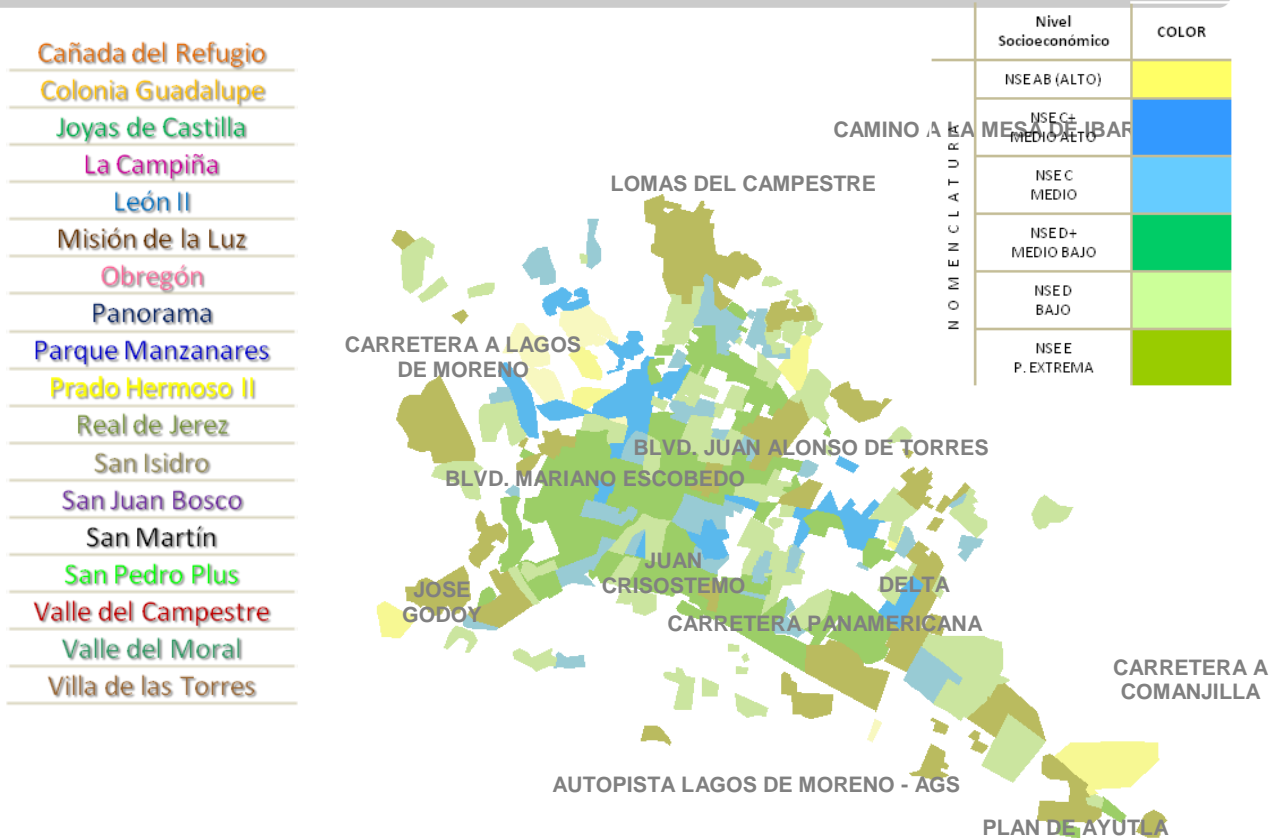 Cañada del Refugio
Colonia Guadalupe
Joyas de Castilla
La Campiña
León II
Misión de la Luz
Obregón
Panorama
Parque Manzanares
Prado Hermoso II
Real de Jerez
San Isidro
San Juan Bosco
San Martín
San Pedro Plus
Valle del Campestre
Valle del Moral
Villa de las Torres
Nivel
Socioeconómico
COLOR
NOMENCLATURA
NSE AB (ALTO)
NSE C+
MEDIO ALTO
NSE C
MEDIO
NSE D+
MEDIO BAJO
NSE D
BAJO
NSE E
P. EXTREMA
CAMINO A LA MESA DE IBAR
LOMAS DEL CAMPESTRE
CARRETERA A LAGOS
DE MORENO
BLVD. JUAN ALONSO DE TORRES
BLVD. MARIANO ESCOBEDO
JUAN
CRISOSTEMO
JOSE
GODOY
DELTA
CARRETERA PANAMERICANA
CARRETERA A
COMANJILLA
AUTOPISTA LAGOS DE MORENO - AGS
PLAN DE AYUTLA